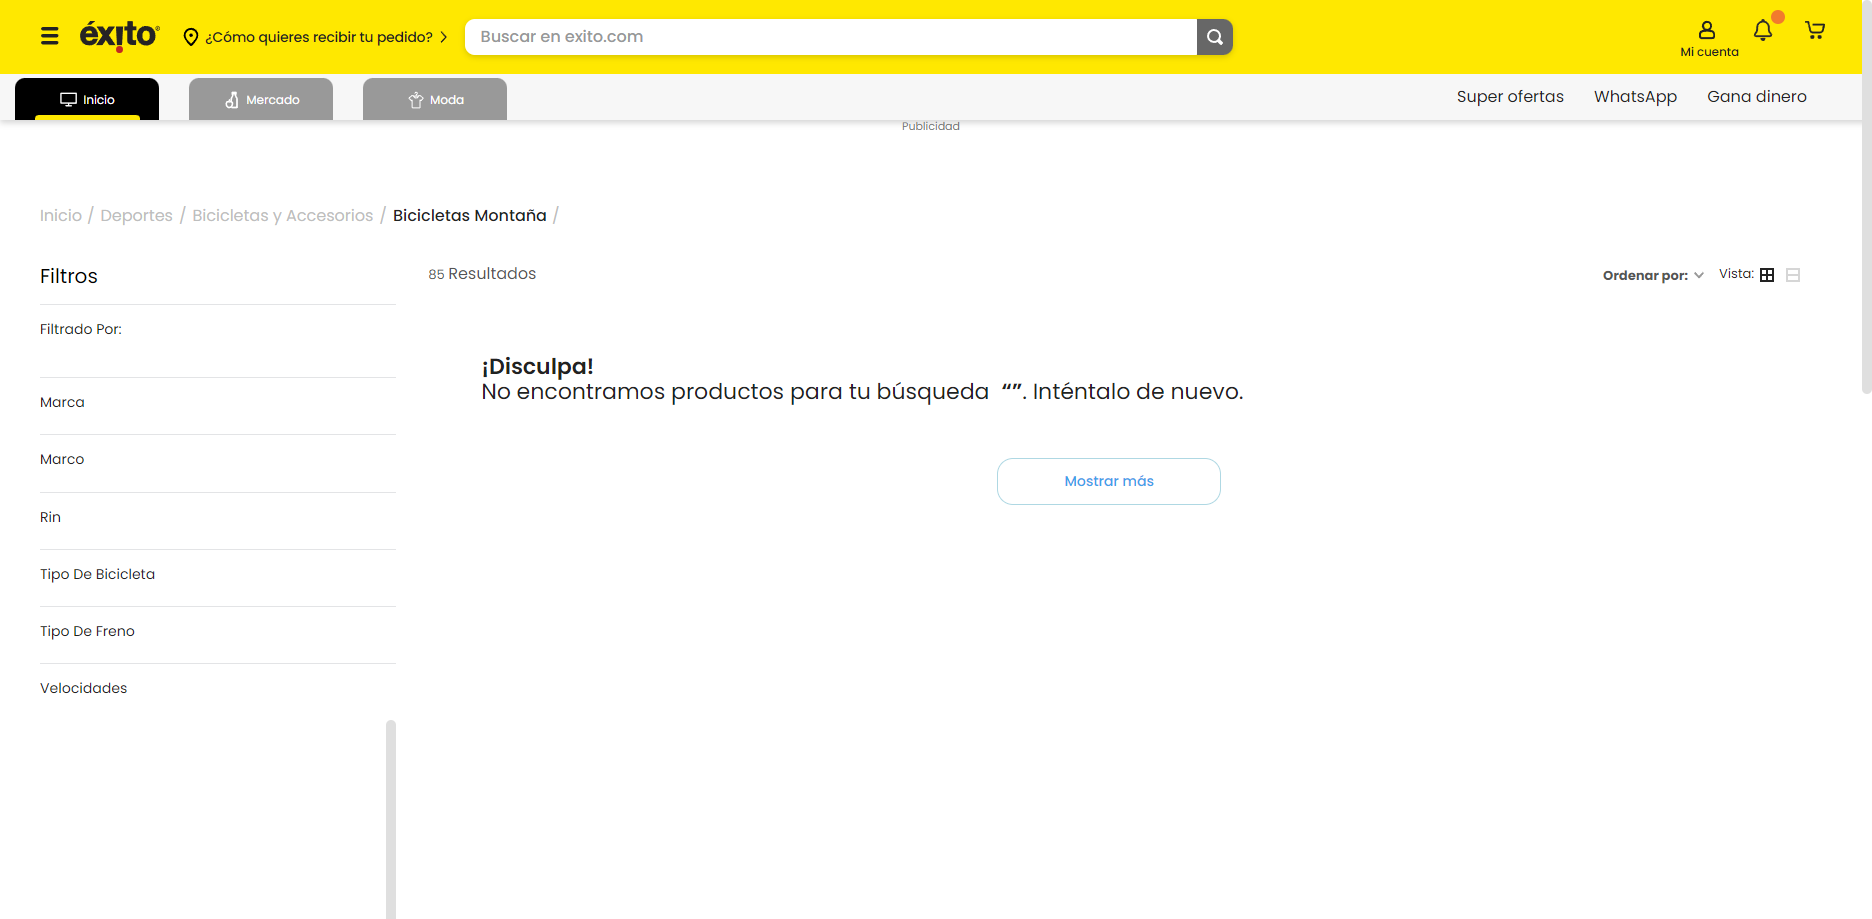 éxito
¿Cómo quieres recibir tu pedido?
Buscar en exito.com
Mi cuenta
Inicio
Mercado
Moda
Super ofertas
WhatsApp
Gana dinero
Publicidad
Inicio / Deportes / Bicicletas y Accesorios / Bicicletas Montaña /
Filtros
85 Resultados
Ordenar por:
Vista:
Filtrado Por:
¡Disculpa!
No encontramos productos para tu búsqueda “”. Inténtalo de nuevo.
Marca
Marco
Mostrar más
Rin
Tipo De Bicicleta
Tipo De Freno
Velocidades